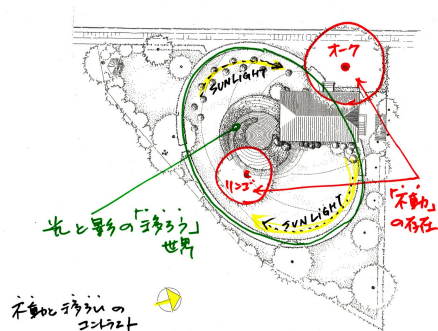 オーク
SUNLIGHT
リンゴ
SUNLIGHT
「不動」
の存在
光と影の「移ろう」
世界
不動と移ろいの
コントラスト